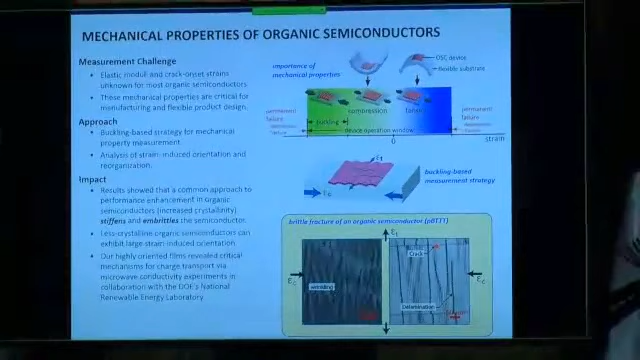 MECHANICAL PROPERTIES OF ORGANIC SEMICONDUCTORS
Measurement Challenge
• Elastic moduli and crack-onset strains
unknown for most organic semiconductors
• These mechanical properties are critical for
manufacturing and flexible product design.
Approach
• Buckling-based strategy for mechanical
property measurement
• Analysis of strain-induced orientation and
reorganization.
Impact
• Results showed that a common approach to
performance enhancement in organic
semiconductors (increased crystallinity)
stiffens and embrittles the semiconductor.
• Less-crystalline organic semiconductors can
exhibit large strain-induced orientation.
• Our highly oriented films revealed critical
mechanisms for charge transport via
microwave conductivity experiments in
collaboration with the DOE's National
Renewable Energy Laboratory
importance of
mechanical properties
OSC device
flexible substrate
compression
permanent
failure
buckling
device operation window
permanent
failure
0
strain
buckling-based
measurement strategy
brittle fracture of an organic semiconductor (pBTTT)
Crack
wrinkling
Delamination